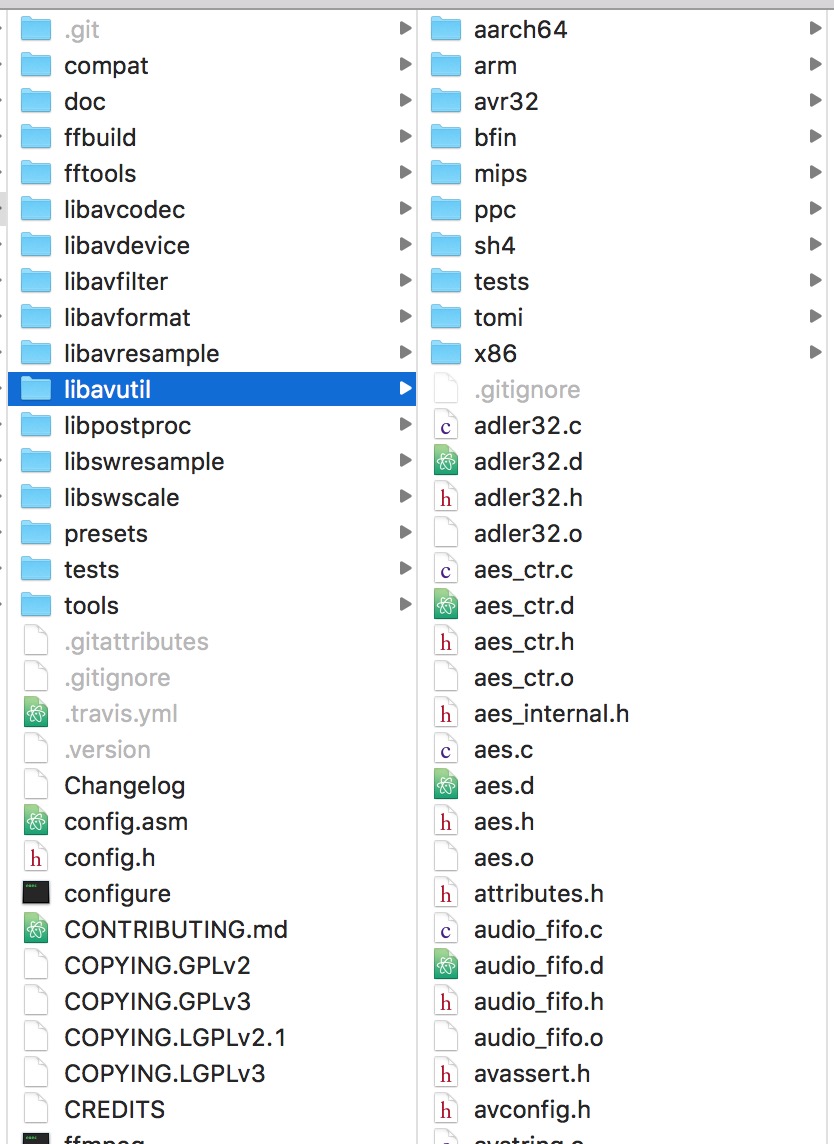 .git
compat
doc
ffbuild
fftools
libavcodec
libavdevice
libavfilter
libavformat
libavresample
libavutil
libpostproc
libswresample
libswscale
presets
tests
tools
.gitattributes
.gitignore
.travis.yml
.version
Changelog
config.asm
config.h
configure
CONTRIBUTING.md
COPYING.GPLv2
COPYING.GPLv3
COPYING.LGPLv2.1
COPYING.LGPLv3
CREDITS
ffmpeg
aarch64
arm
avr32
bfin
mips
ppc
sh4
tests
tomi
x86
.gitignore
adler32.c
adler32.d
adler32.h
adler32.o
aes_ctr.c
aes_ctr.d
aes_ctr.h
aes_ctr.o
aes_internal.h
aes.c
aes.d
aes.h
aes.o
attributes.h
audio_fifo.c
audio_fifo.d
audio_fifo.h
audio_fifo.o
avassert.h
avconfig.h